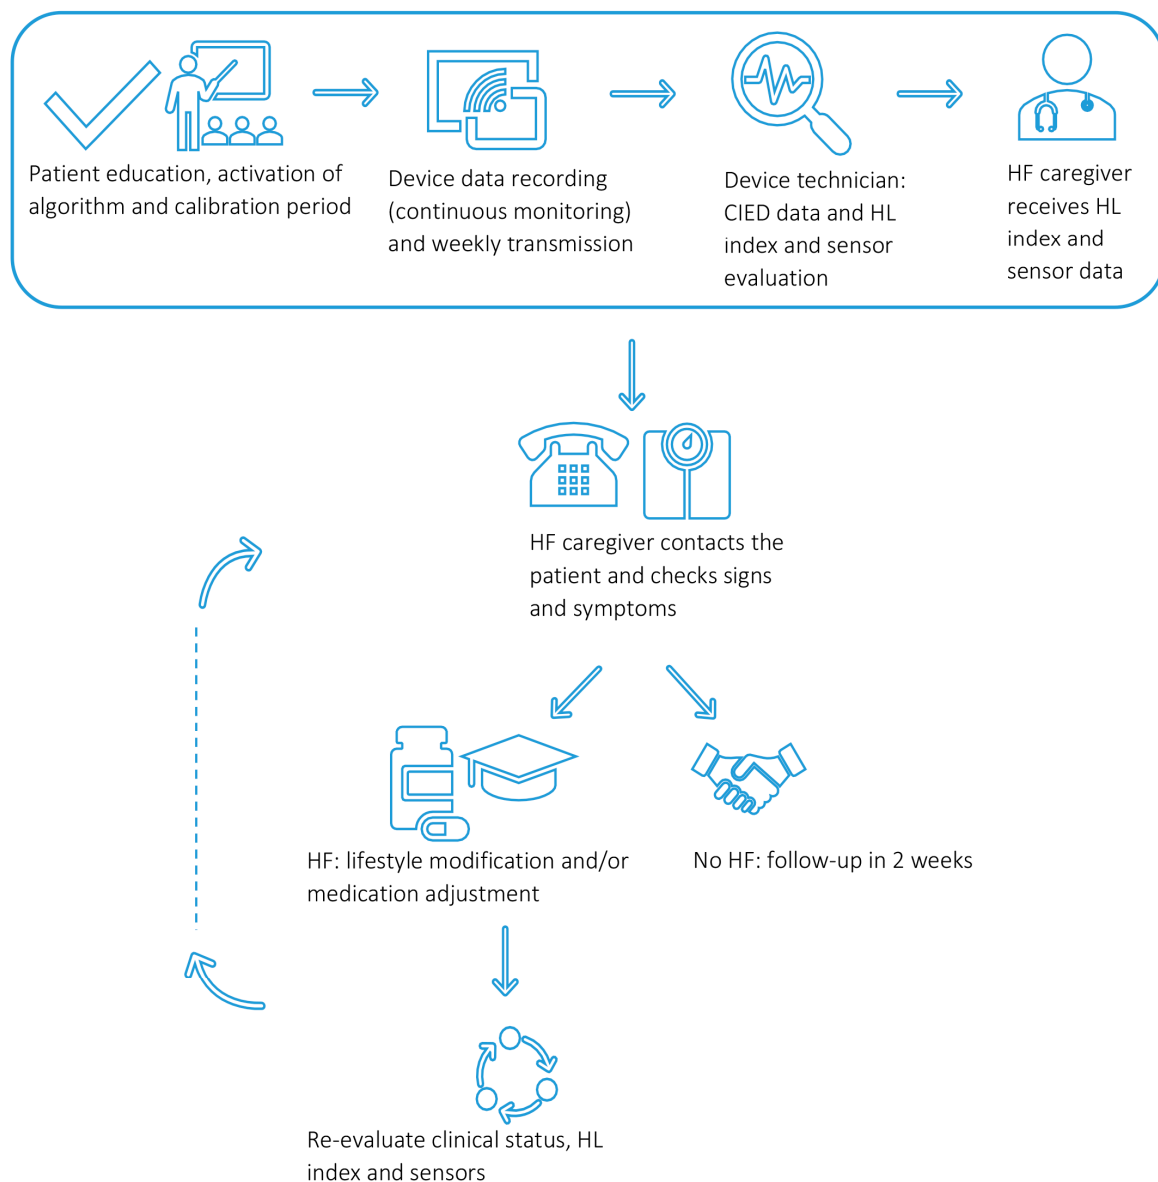 Patient education, activation of
algorithm and calibration period
Device data recording
(continuous monitoring)
and weekly transmission
Device technician:
CIED data and HL
index and sensor
evaluation
HF caregiver
receives HL
index and
sensor data
HF caregiver contacts the
patient and checks signs
and symptoms
HF: lifestyle modification and/or
medication adjustment
No HF: follow-up in 2 weeks
Re-evaluate clinical status, HL
index and sensors